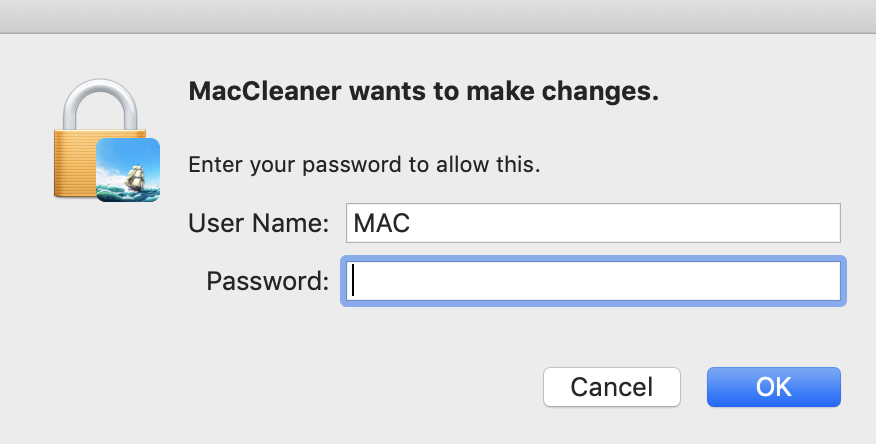 MacCleaner wants to make changes.
Enter your password to allow this.
User Name: MAC
Password:
Cancel OK